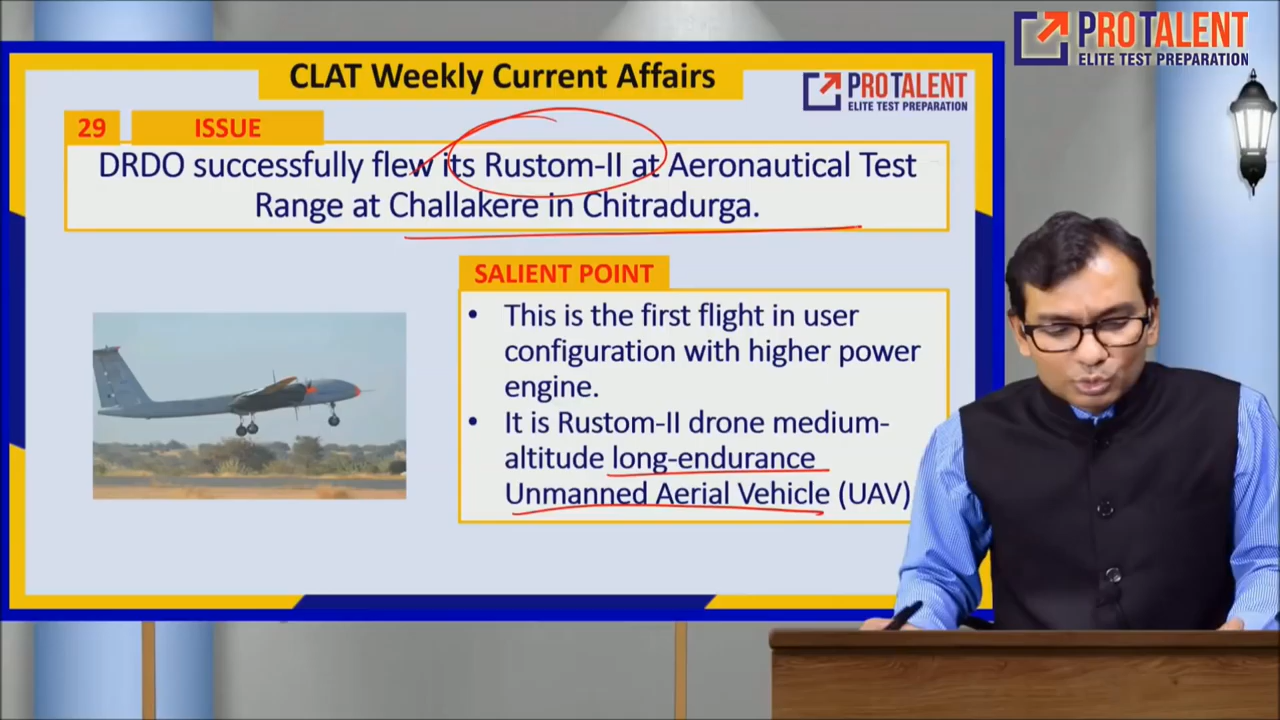 PROTALENT
ELITE TEST PREPARATION
CLAT Weekly Current Affairs
PROTALENT
ELITE TEST PREPARATION
29
ISSUE
DRDO successfully flew its Rustom-II at Aeronautical Test
Range at Challakere in Chitradurga.
SALIENT POINT
• This is the first flight in user
configuration with higher power
engine.
• It is Rustom-II drone medium-
altitude long-endurance
Unmanned Aerial Vehicle (UAV)